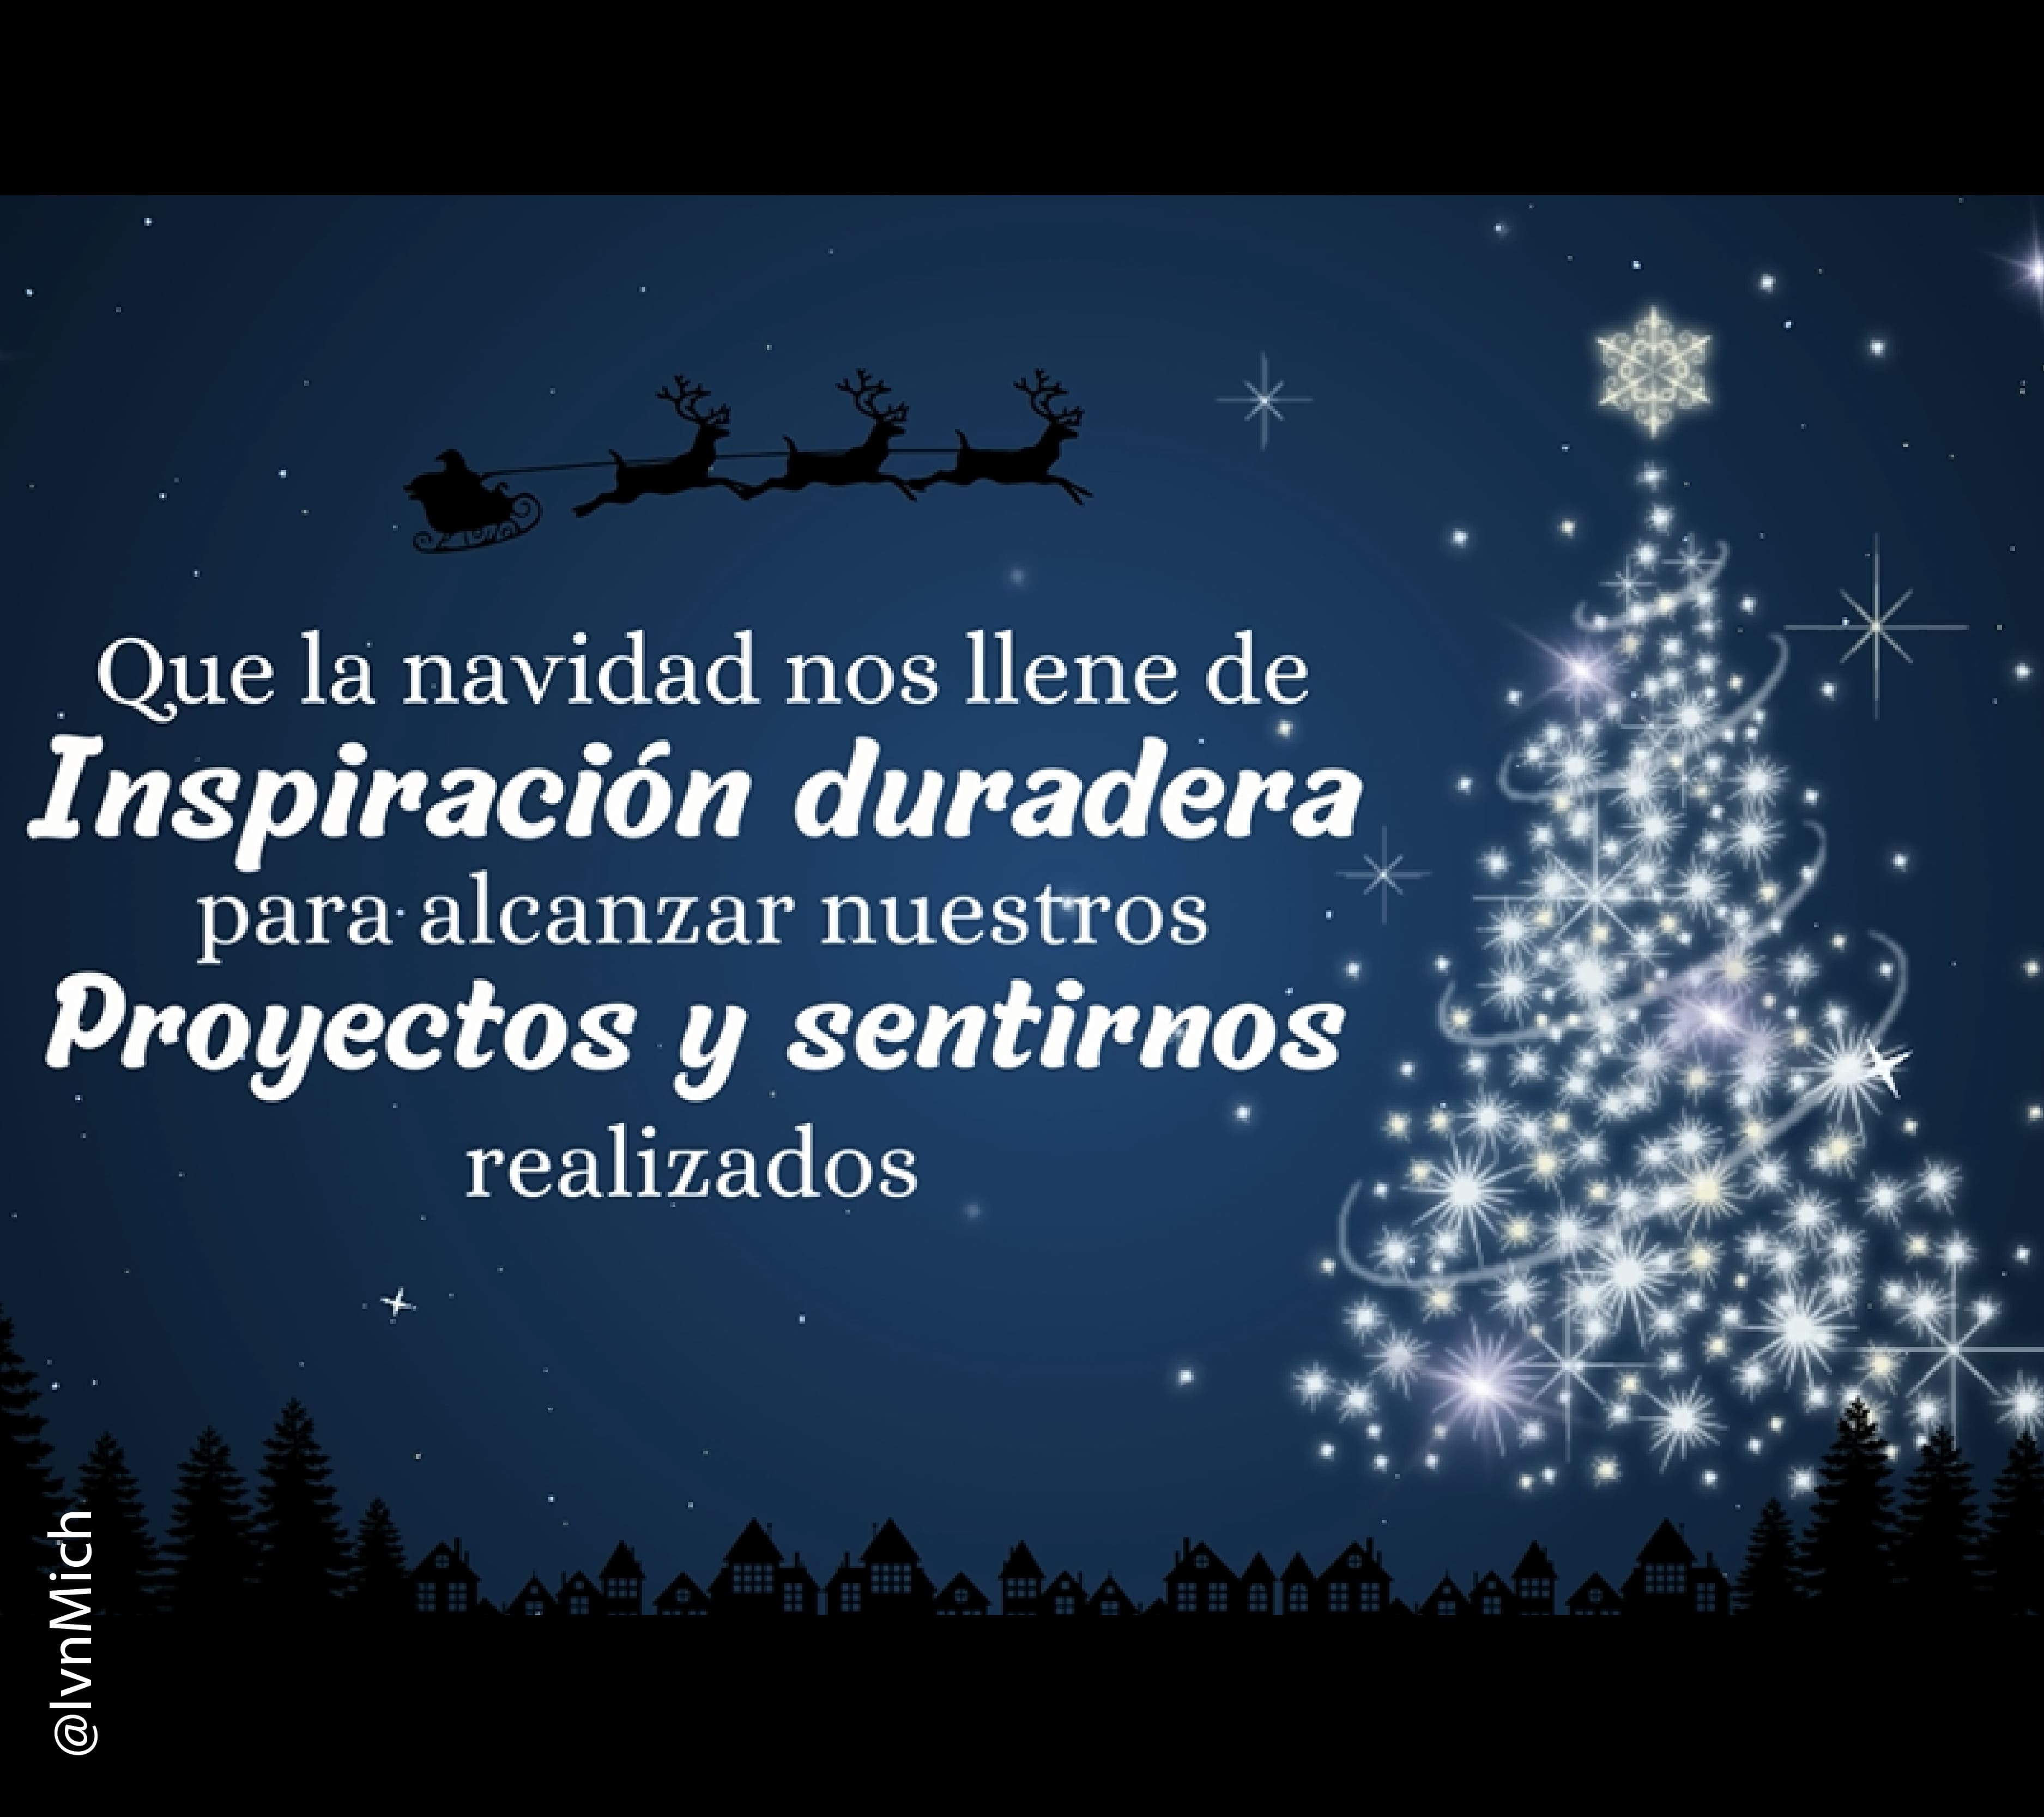 Que la navidad nos llene de
Inspiración duradera
para alcanzar nuestros
Proyectos y sentirnos
realizados
@IvnMich